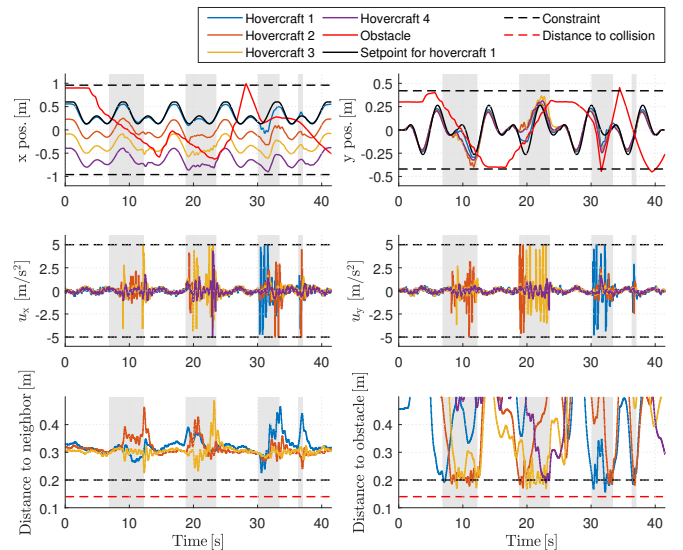 Hovercraft 1 Hovercraft 4 Constraint
Hovercraft 2 Obstacle Distance to collision
Hovercraft 3 Setpoint for hovercraft 1
x pos. [m]
1
0.5
0
-0.5
-1
0 10 20 30 40
y pos. [m]
0.5
0.25
0
-0.25
-0.5
0 10 20 30 40
uₓ [m/s²]
5
2.5
0
-2.5
-5
0 10 20 30 40
u_y [m/s²]
5
2.5
0
-2.5
-5
0 10 20 30 40
Distance to neighbor [m]
0.4
0.3
0.2
0.1
0 10 20 30 40
Time [s]
Distance to obstacle [m]
0.4
0.3
0.2
0.1
0 10 20 30 40
Time [s]